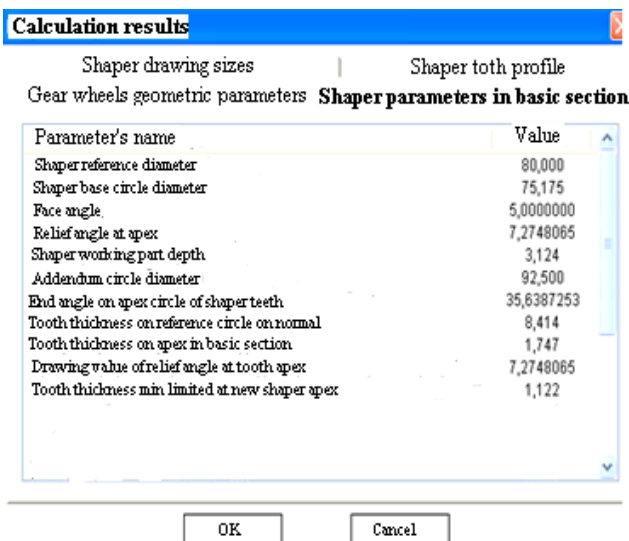 Calculation results
Shaper drawing sizes Shaper toth profile
Gear wheels geometric parameters Shaper parameters in basic section
Parameter's name Value
Shaper reference diameter 80,000
Shaper base circle diameter 75,175
Face angle, 5,0000000
Relief angle at apex 7,2748065
Shaper working part depth 3,124
Addendum circle diameter 92,500
End angle on apex circle of shaper teeth 35,6387253
Tooth thickness on reference circle on normal 8,414
Tooth thickness on apex in basic section 1,747
Drawing value of relief angle at tooth apex 7,2748065
Tooth thickness min limited at new shaper apex 1,122
OK Cancel